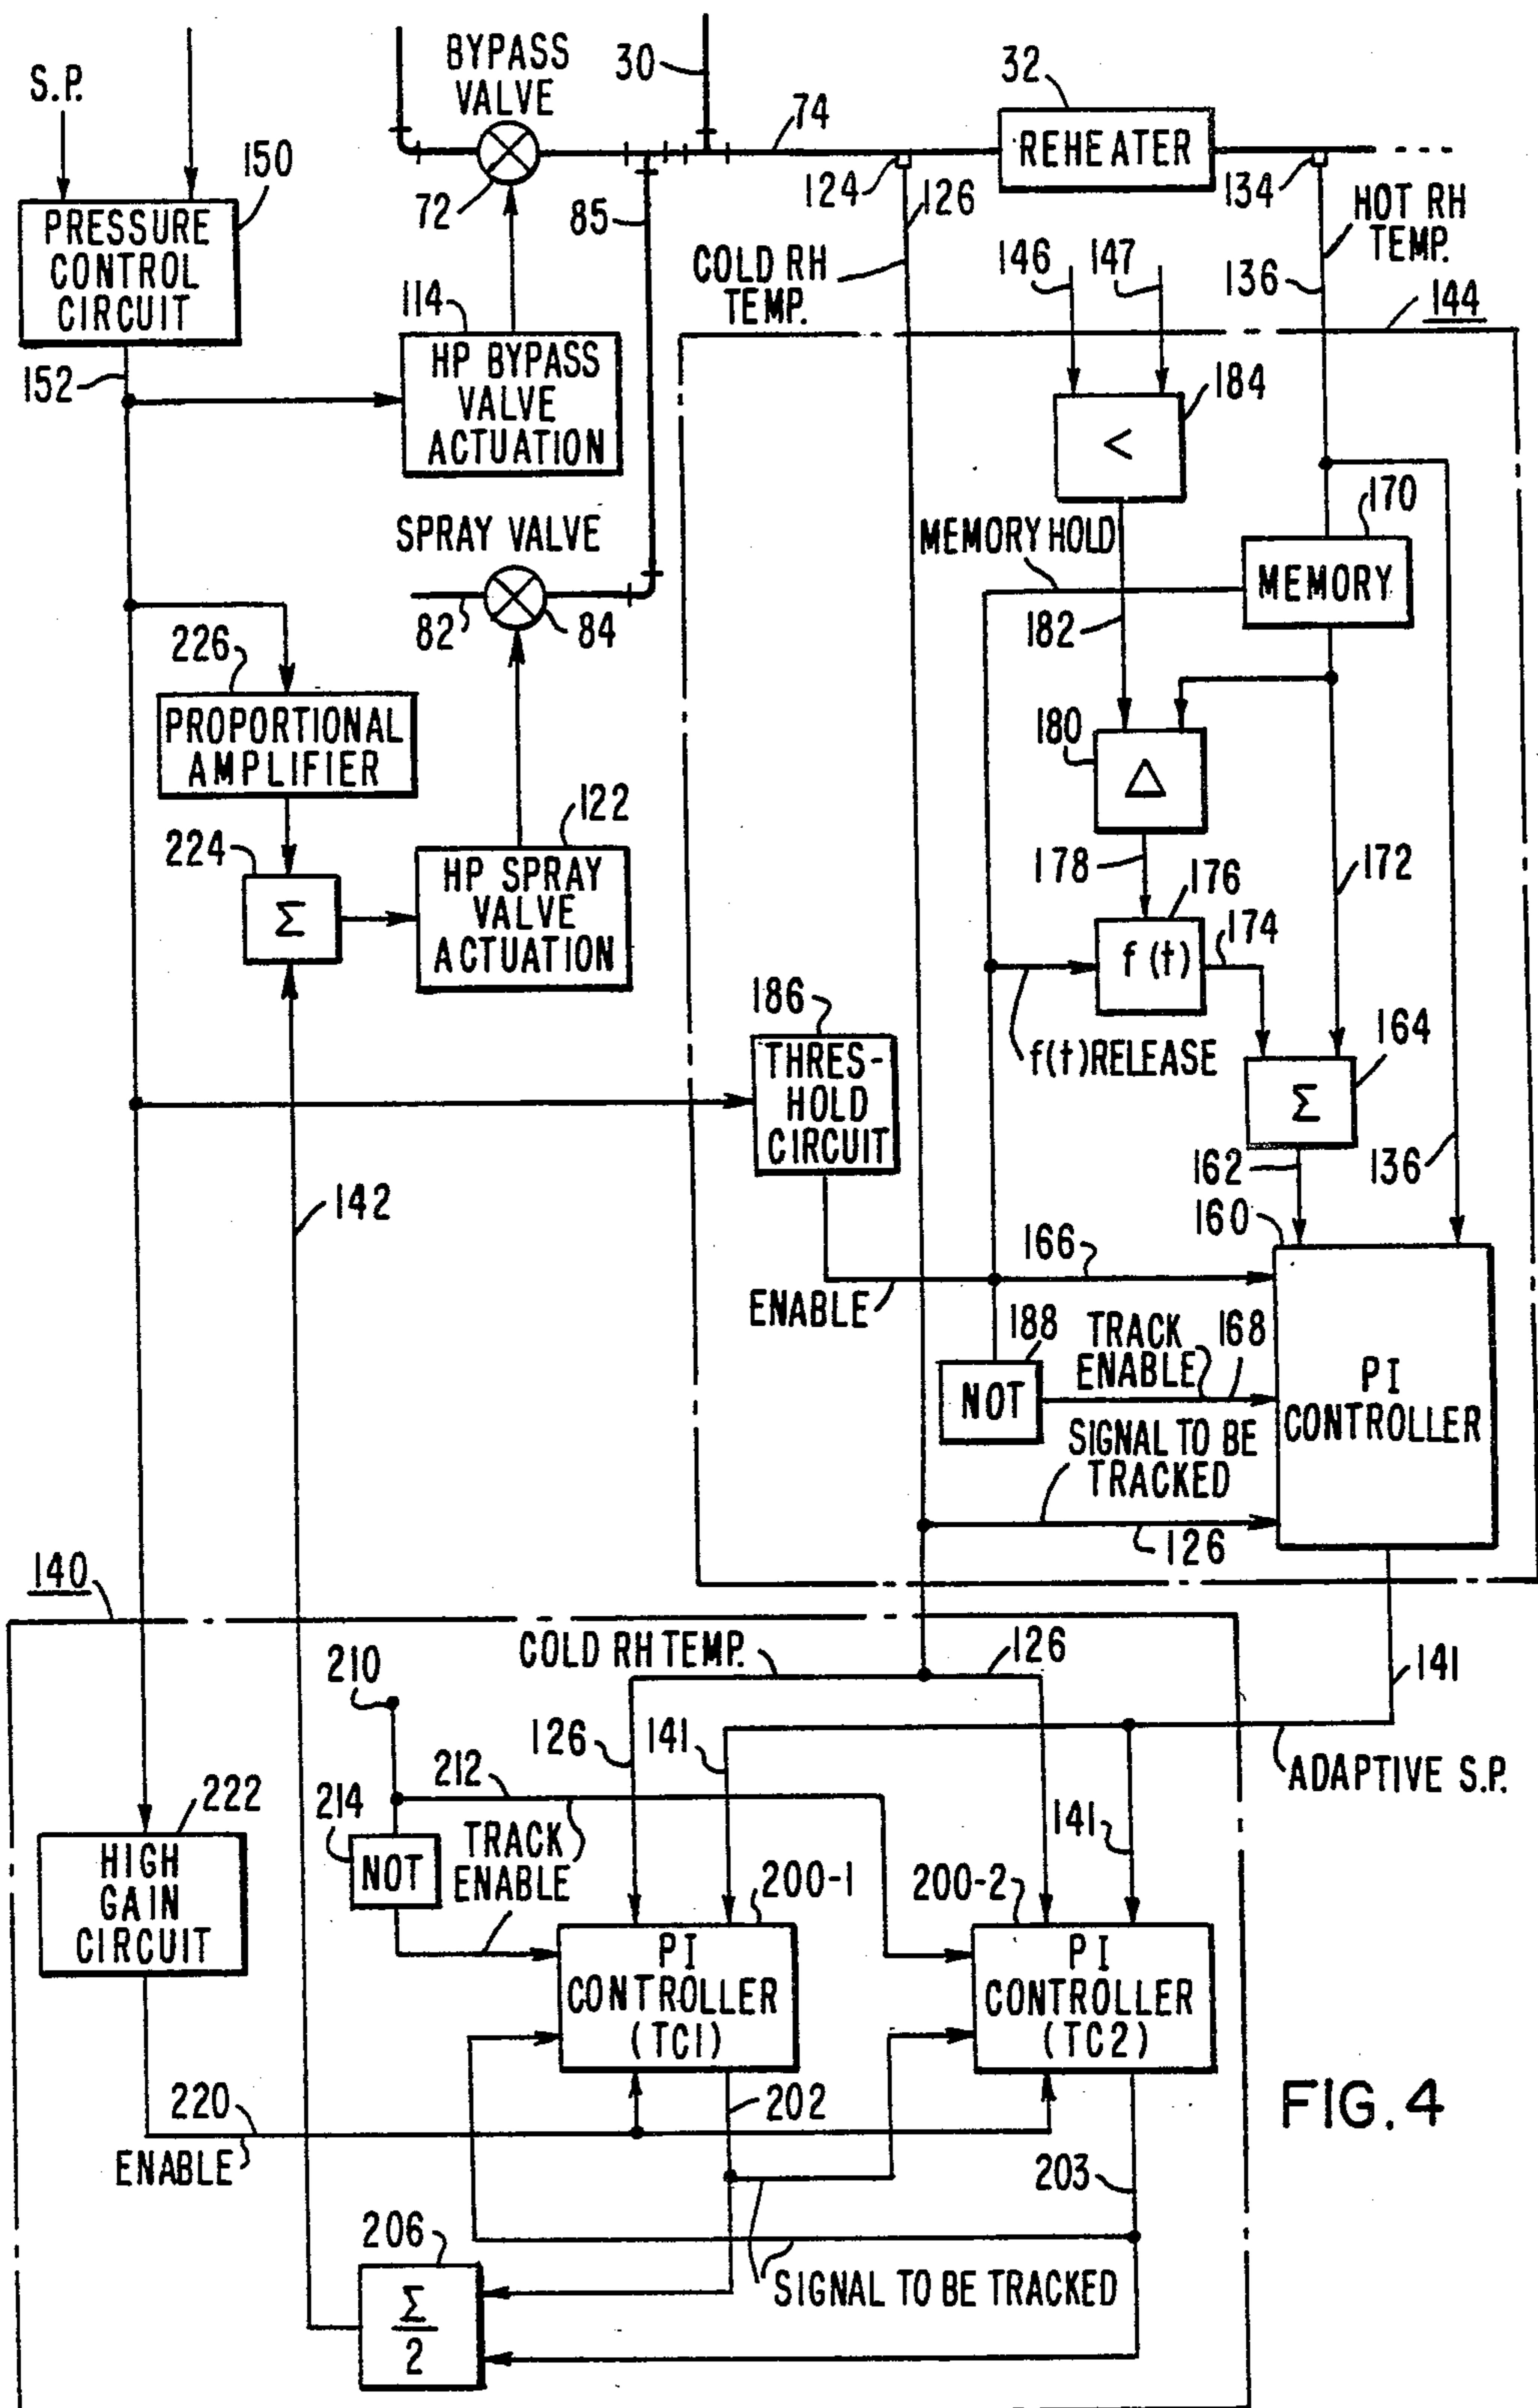 BYPASS
VALVE
30
32
S.P.
74
REHEATER
150
124
126
134
HOT RH
TEMP.
PRESSURE
CONTROL
CIRCUIT
72
85
COLD RH
TEMP.
146
147
136
144
114
HP BYPASS
VALVE
ACTUATION
152
184
<
170
SPRAY VALVE
MEMORY HOLD
MEMORY
82
84
182
226
PROPORTIONAL
AMPLIFIER
180
Δ
122
224
Σ
HP SPRAY
VALVE
ACTUATION
178
176
172
f(t)
174
186
f(t) RELEASE
164
THRES-
HOLD
CIRCUIT
Σ
162
136
142
160
166
ENABLE
188
TRACK
ENABLE
168
NOT
PI
CONTROLLER
SIGNAL TO BE
TRACKED
126
140
COLD RH TEMP.
126
210
141
126
141
ADAPTIVE S.P.
222
214
212
141
HIGH
GAIN
CIRCUIT
NOT
TRACK
ENABLE
200-1
200-2
PI
CONTROLLER
(TC1)
PI
CONTROLLER
(TC2)
220
202
FIG. 4
ENABLE
203
206
SIGNAL TO BE TRACKED
Σ
2